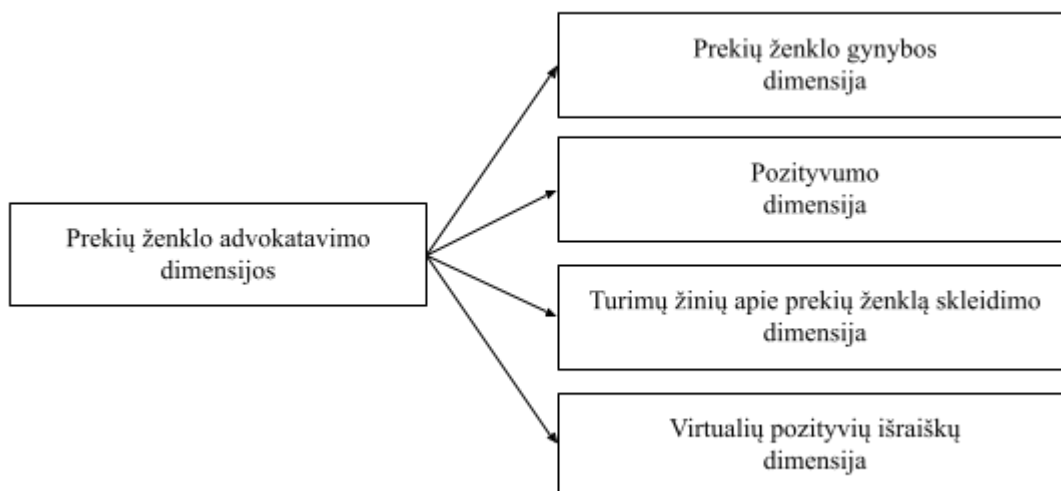 Prekių ženklo advokatavimo
dimensijos
Prekių ženklo gynybos
dimensija
Pozityvumo
dimensija
Turimų žinių apie prekių ženklą skleidimo
dimensija
Virtualių pozityvių išraiškų
dimensija